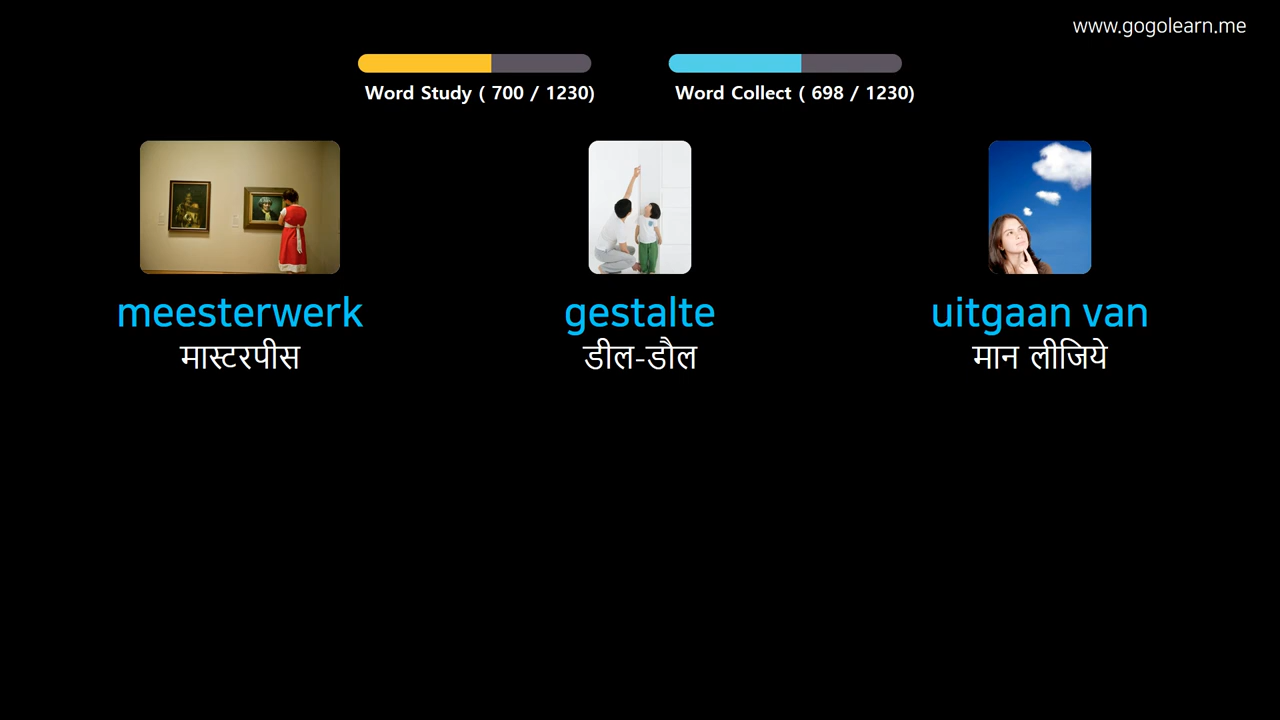 www.gogolearn.me
Word Study ( 700 / 1230)
Word Collect ( 698 / 1230)
meesterwerk
मास्टरपीस
gestalte
डील-डौल
uitgaan van
मान लीजिये